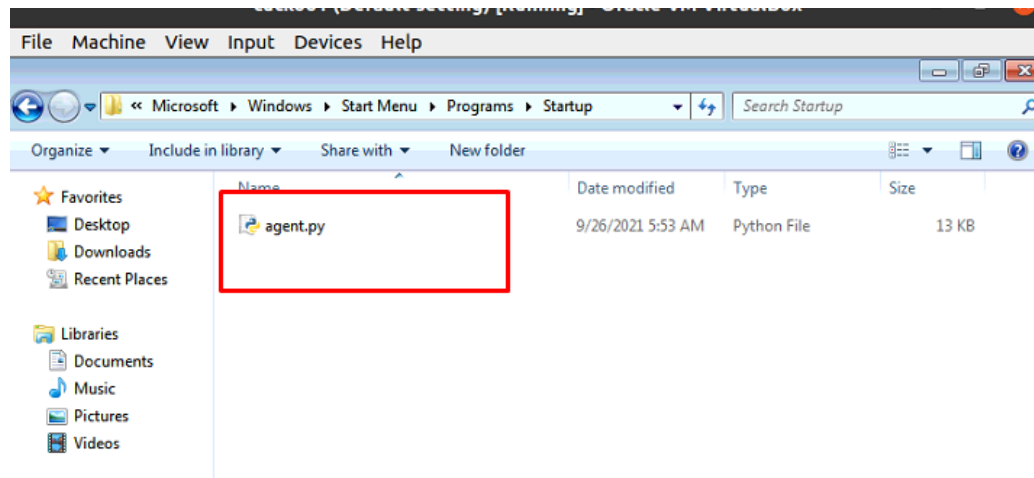 File Machine View Input Devices Help
« Microsoft Windows Start Menu Programs Startup Search Startup
Organize Include in library Share with New folder
Favorites
Desktop
Downloads
Recent Places
Libraries
Documents
Music
Pictures
Videos
Name Date modified Type Size
agent.py 9/26/2021 5:53 AM Python File 13 KB